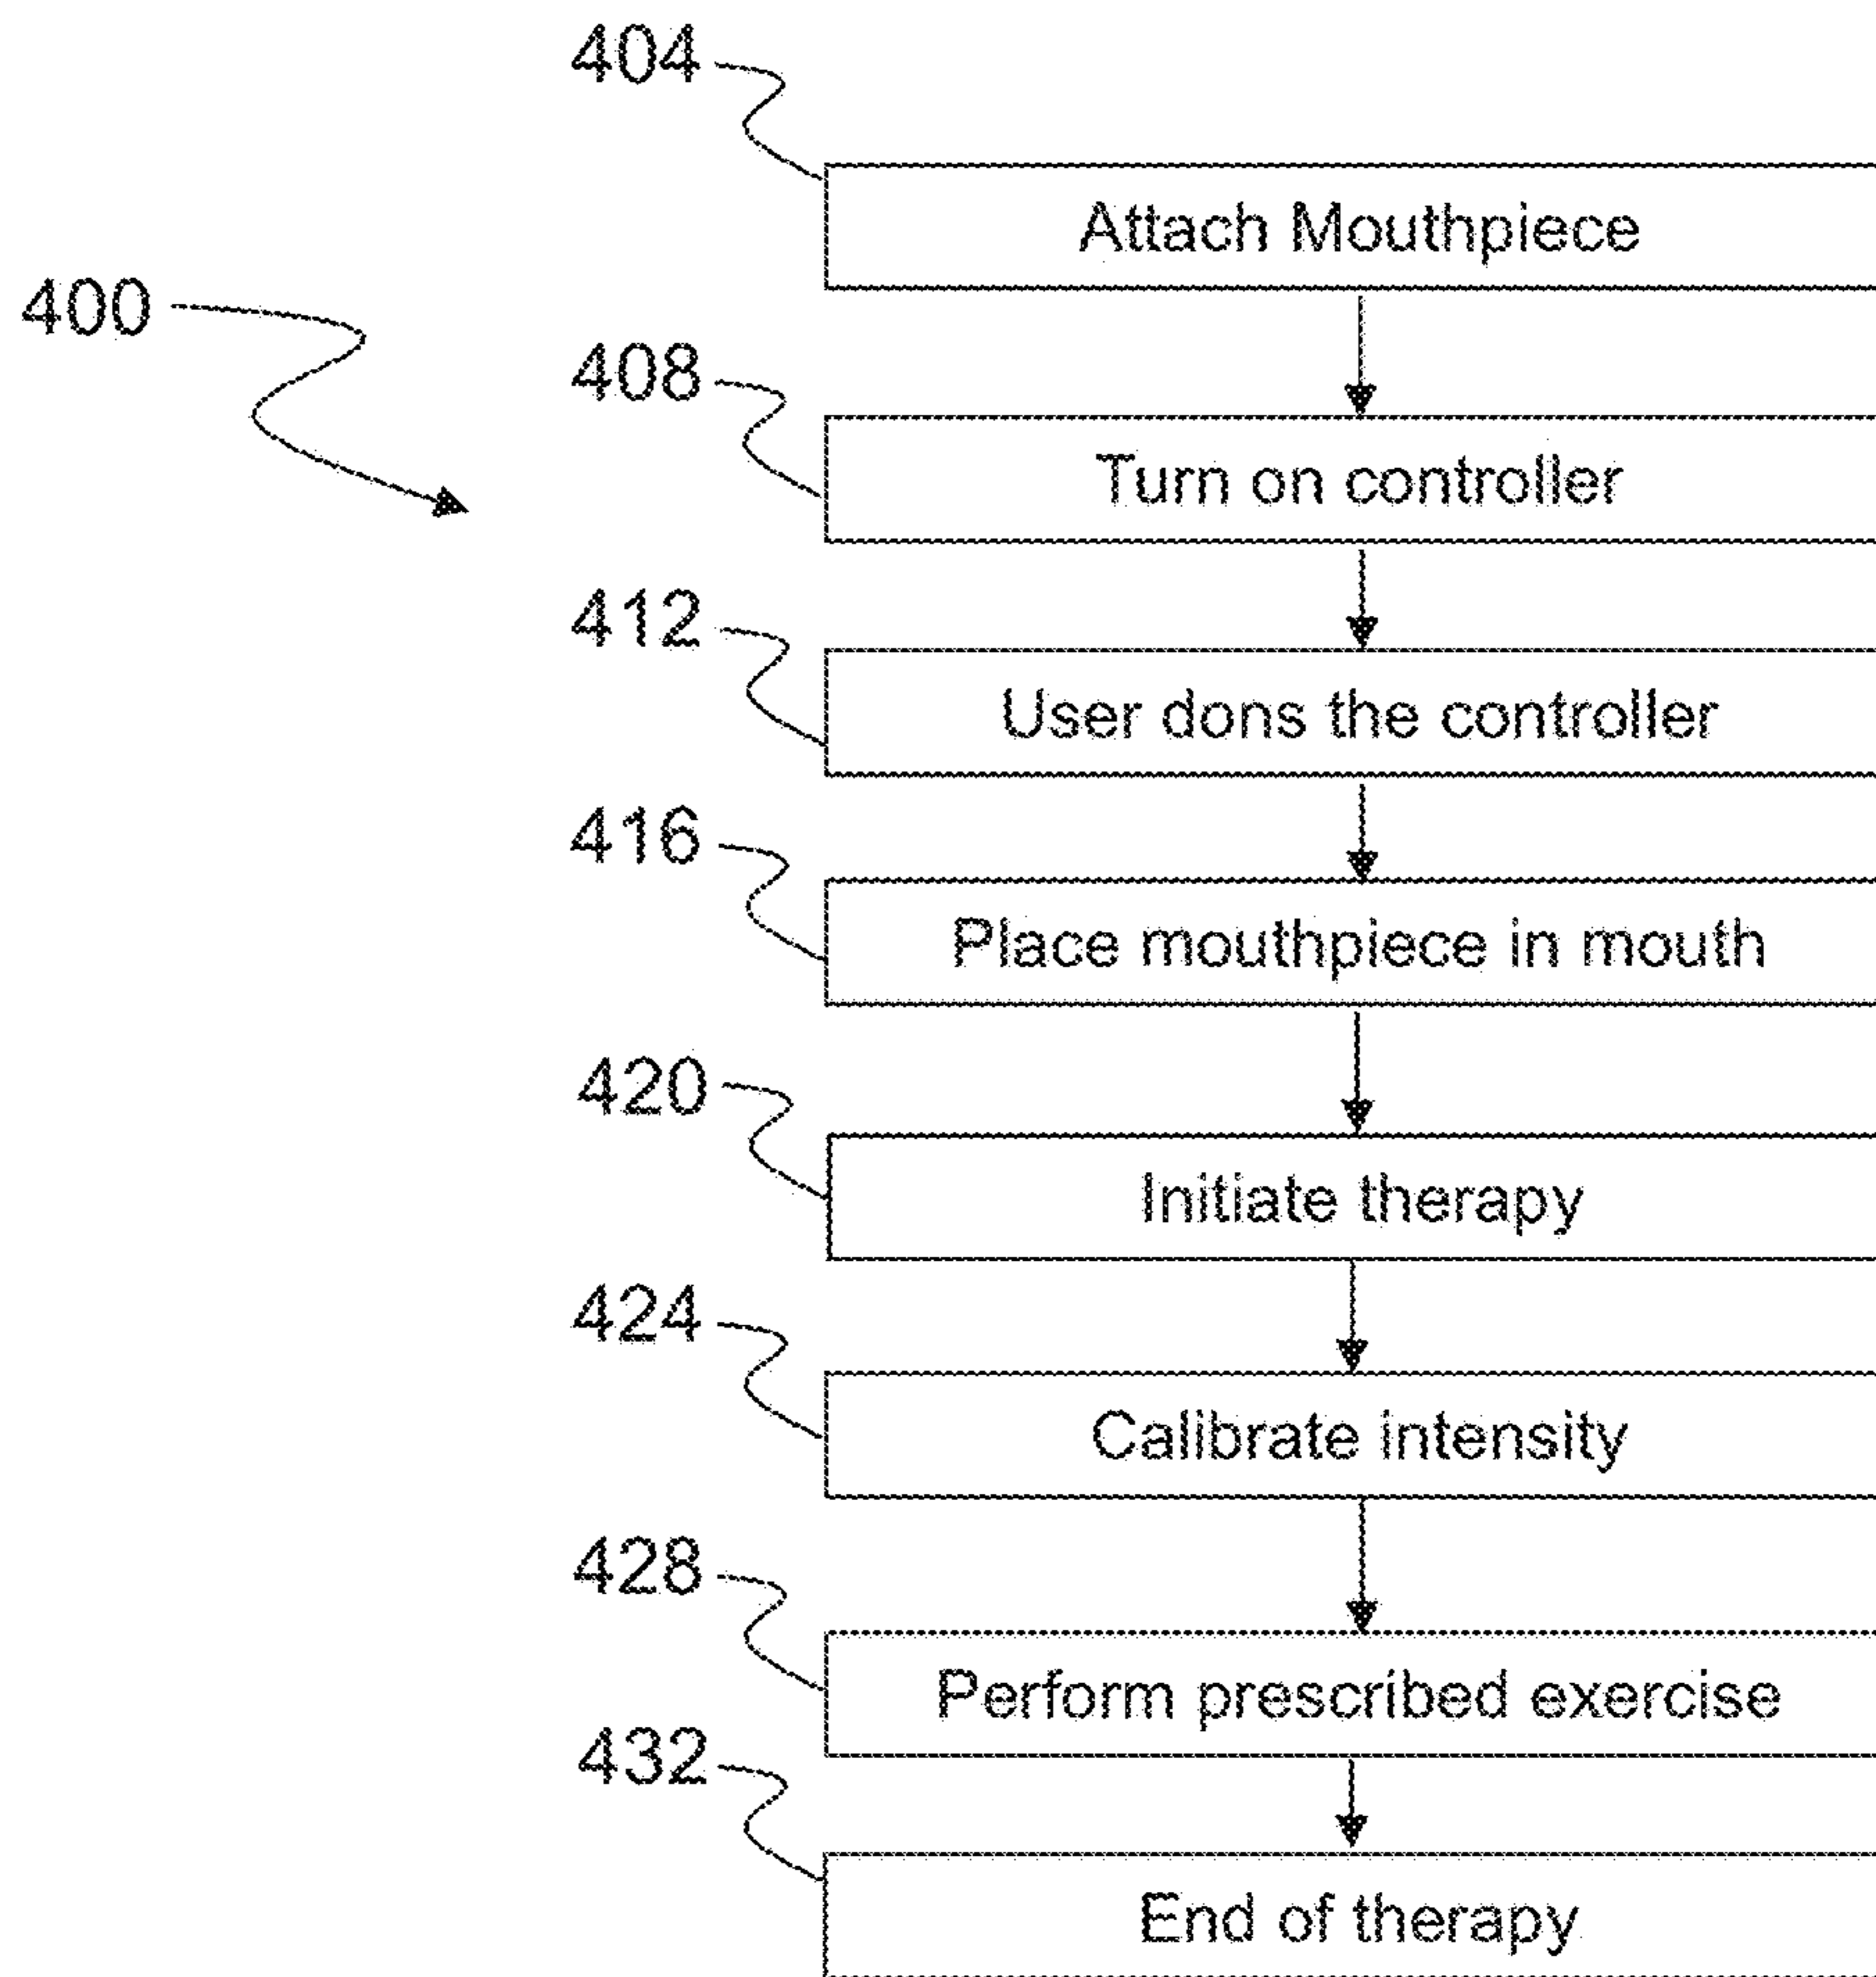 404
Attach Mouthpiece
400
408
Turn on controller
412
User dons the controller
416
Place mouthpiece in mouth
420
Initiate therapy
424
Calibrate intensity
428
Perform prescribed exercise
432
End of therapy